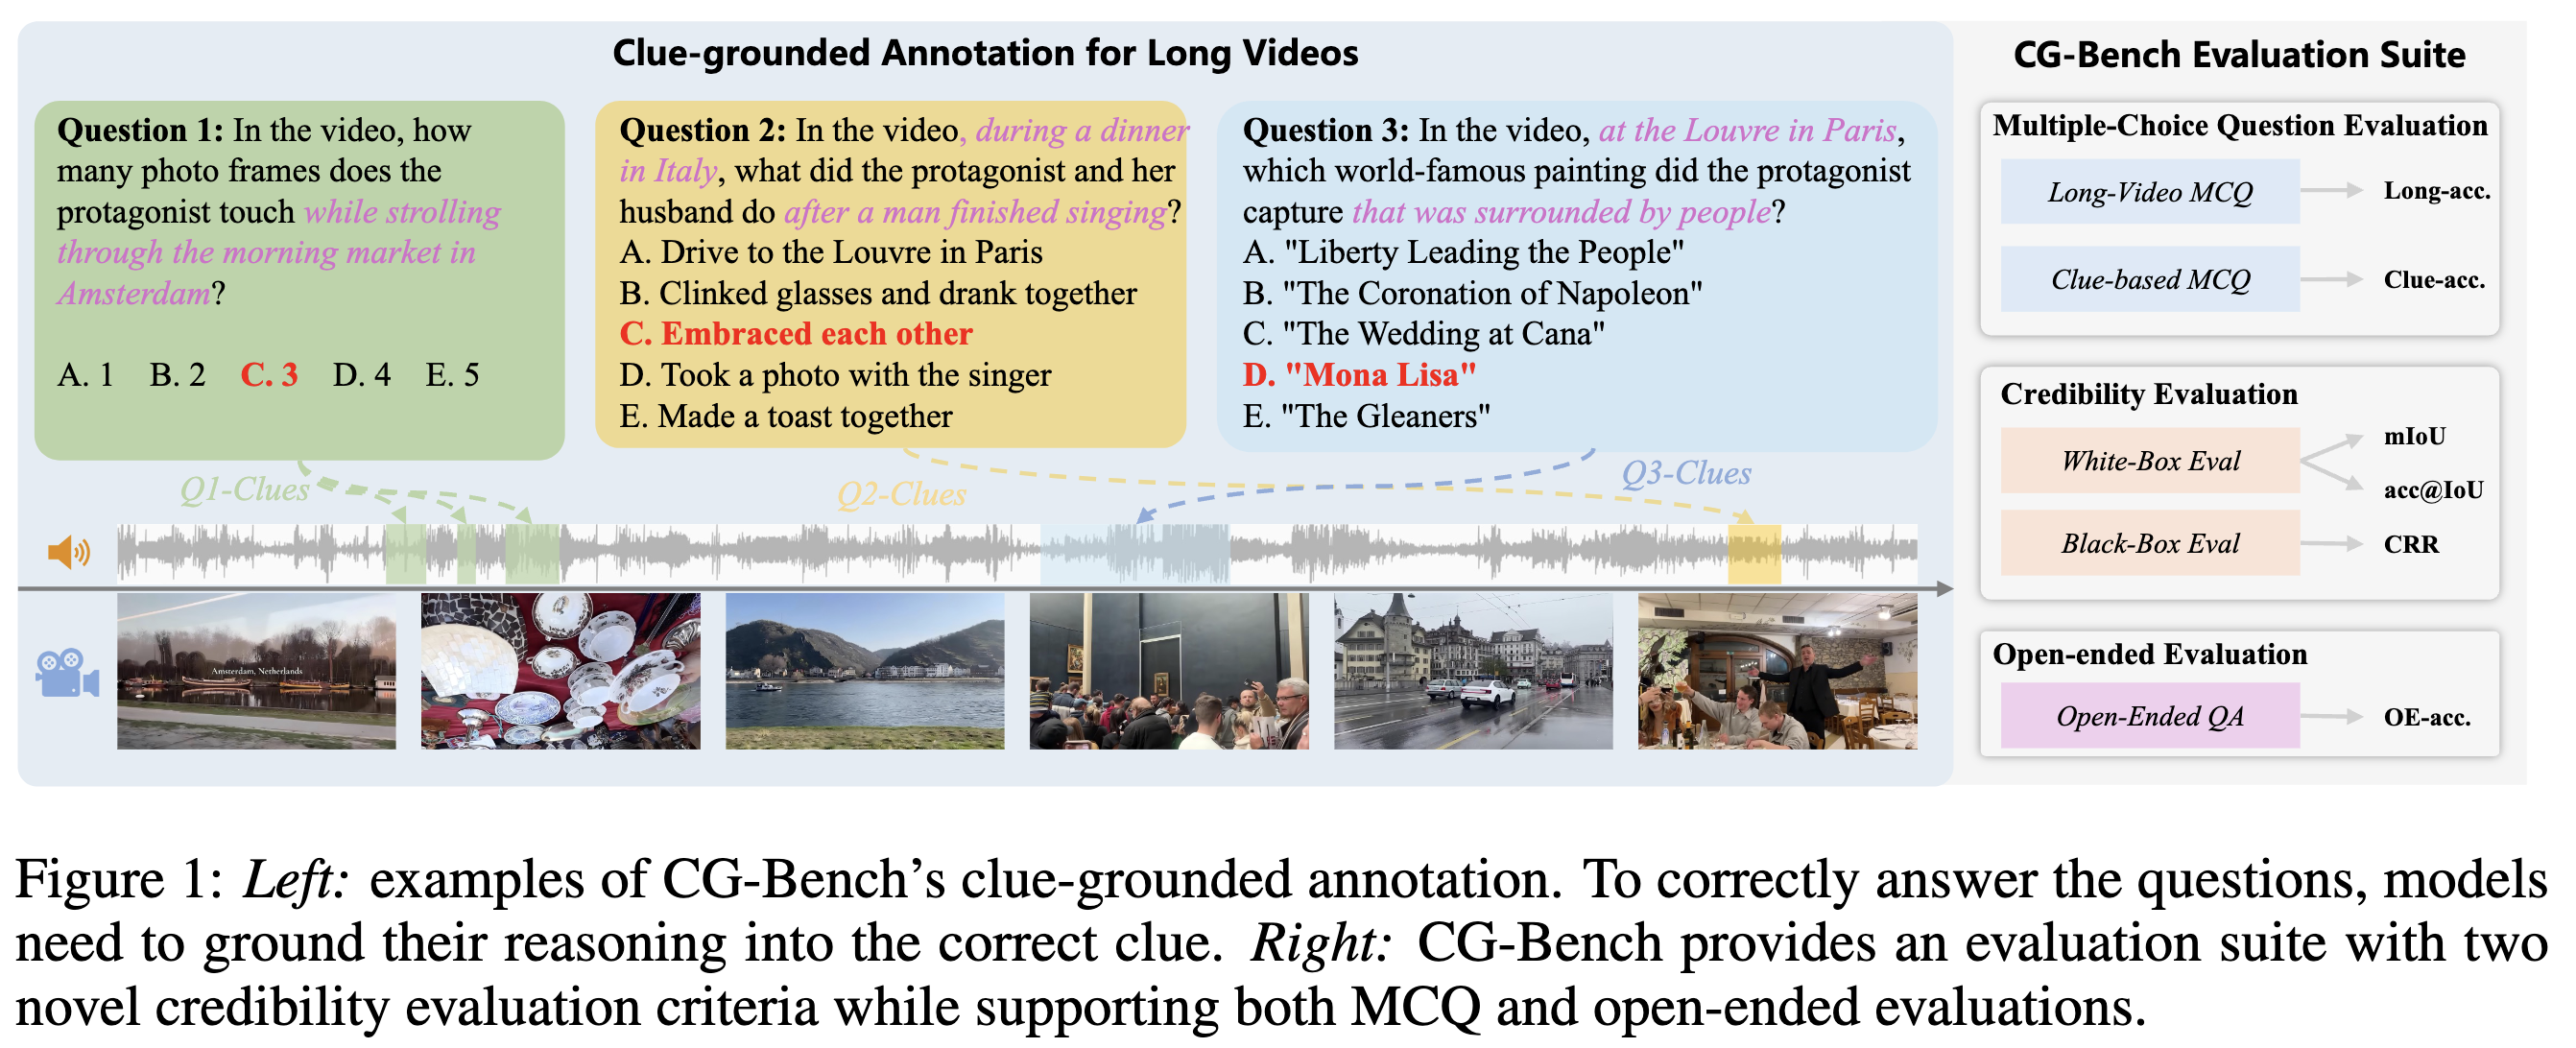 Clue-grounded Annotation for Long Videos
Question 1: In the video, how
many photo frames does the
protagonist touch while strolling
through the morning market in
Amsterdam?
A. 1 B. 2 C. 3 D. 4 E. 5
Question 2: In the video, during a dinner
in Italy, what did the protagonist and her
husband do after a man finished singing?
A. Drive to the Louvre in Paris
B. Clinked glasses and drank together
C. Embraced each other
D. Took a photo with the singer
E. Made a toast together
Question 3: In the video, at the Louvre in Paris,
which world-famous painting did the protagonist
capture that was surrounded by people?
A. "Liberty Leading the People"
B. "The Coronation of Napoleon"
C. "The Wedding at Cana"
D. "Mona Lisa"
E. "The Gleaners"
Q1-Clues
Q2-Clues
Q3-Clues
Amsterdam, Netherlands
CG-Bench Evaluation Suite
Multiple-Choice Question Evaluation
Long-Video MCQ
Long-acc.
Clue-based MCQ
Clue-acc.
Credibility Evaluation
White-Box Eval
mIoU
acc@IoU
Black-Box Eval
CRR
Open-ended Evaluation
Open-Ended QA
OE-acc.
Figure 1: Left: examples of CG-Bench’s clue-grounded annotation. To correctly answer the questions, models
need to ground their reasoning into the correct clue. Right: CG-Bench provides an evaluation suite with two
novel credibility evaluation criteria while supporting both MCQ and open-ended evaluations.